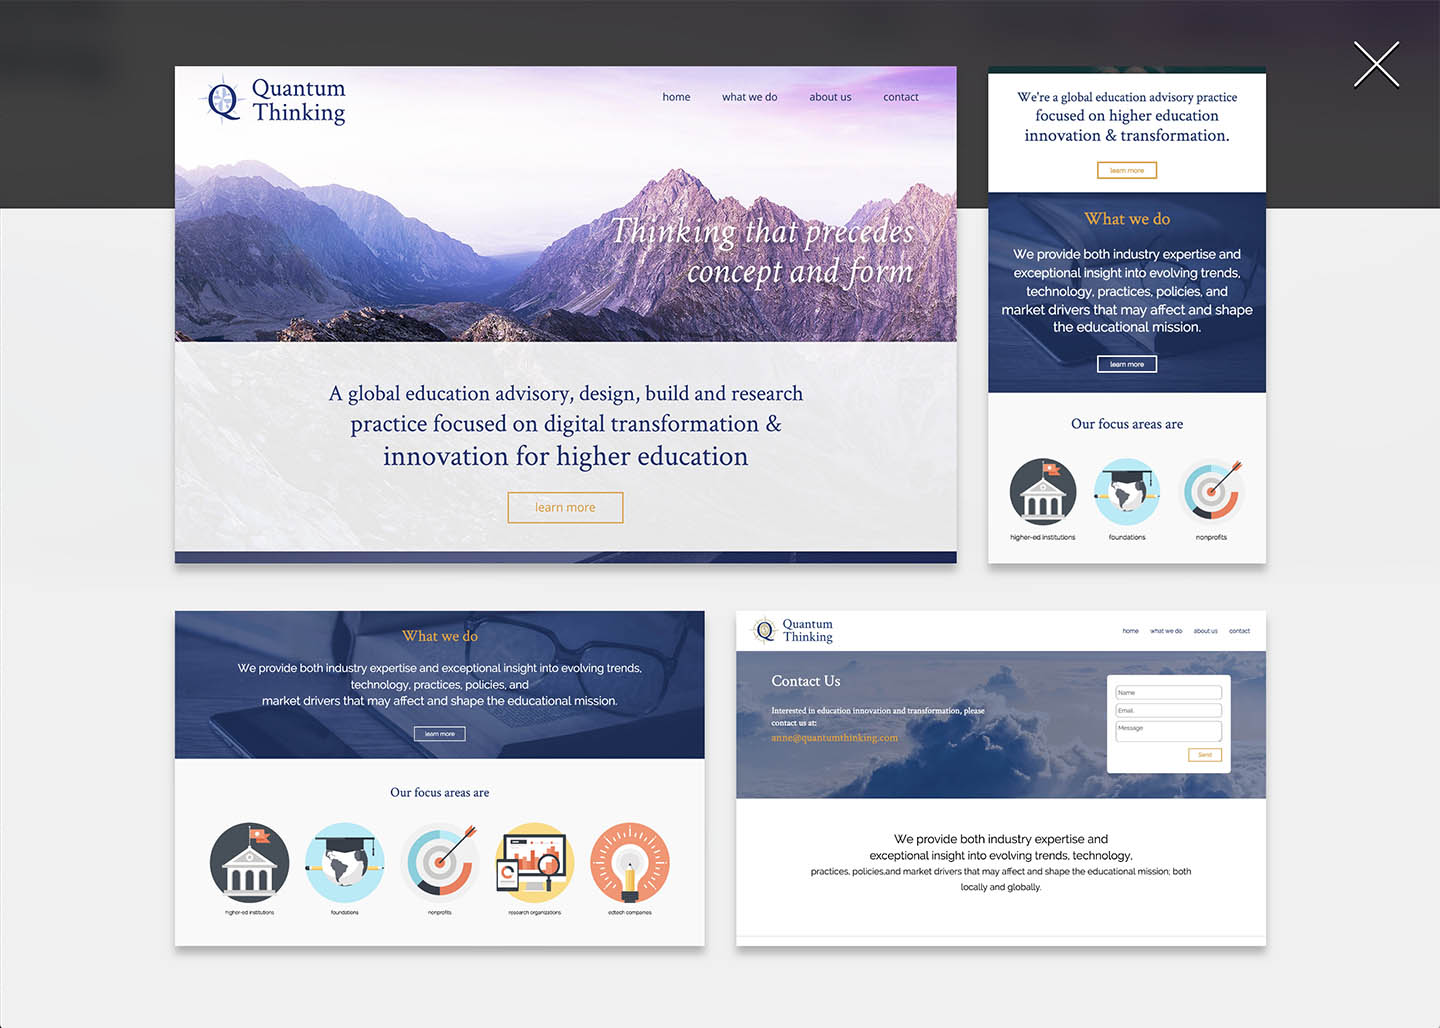 Quantum
Thinking
home what we do about us contact
Thinking that precedes
concept and form
A global education advisory, design, build and research
practice focused on digital transformation &
innovation for higher education
learn more
We're a global education advisory practice
focused on higher education
innovation & transformation.
learn more
What we do
We provide both industry expertise and
exceptional insight into evolving trends,
technology, practices, policies, and
market drivers that may affect and shape
the educational mission.
learn more
Our focus areas are
higher-ed institutions foundations nonprofits
What we do
We provide both industry expertise and exceptional insight into evolving trends,
technology, practices, policies, and
market drivers that may affect and shape the educational mission.
learn more
Our focus areas are
higher-ed institutions foundations nonprofits research organizations edtech companies
Quantum
Thinking
home what we do about us contact
Contact Us
Interested in education innovation and transformation, please
contact us at:
anne@quantumthinking.com
Name
Email
Message
Send
We provide both industry expertise and
exceptional insight into evolving trends, technology,
practices, policies,and market drivers that may affect and shape the educational mission; both
locally and globally.